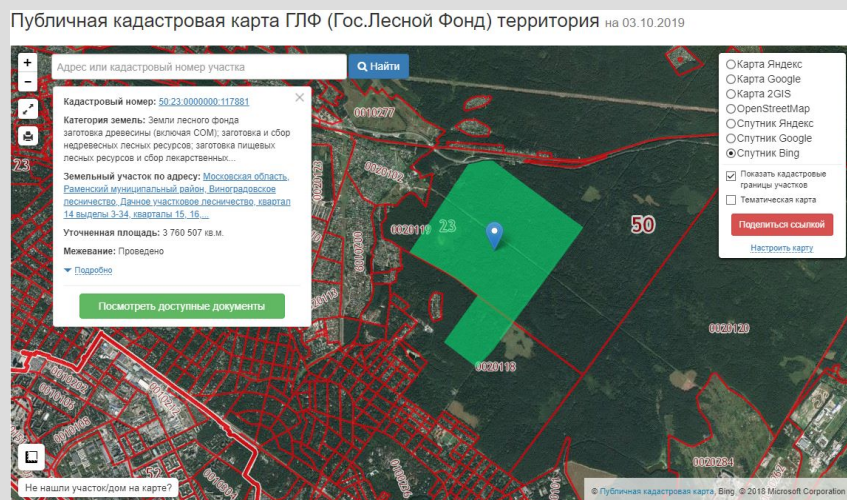 Публичная кадастровая карта ГЛФ (Гос.Лесной Фонд) территория на 03.10.2019
+
−
Адрес или кадастровый номер участка
Найти
Кадастровый номер: 50:23:0000000:117881
Категория земель: Земли лесного фонда
заготовка древесины (включая СОМ); заготовка и сбор
недревесных лесных ресурсов; заготовка пищевых
лесных ресурсов и сбор лекарственных...
Земельный участок по адресу: Московская область,
Раменский муниципальный район, Виноградовское
лесничество, Дачное участковое лесничество, квартал
14 выделы 3-34, кварталы 15, 16,...
Уточненная площадь: 3 760 507 кв.м.
Межевание: Проведено
Подробно
Посмотреть доступные документы
Карта Яндекс
Карта Google
Карта 2GIS
OpenStreetMap
Спутник Яндекс
Спутник Google
Спутник Bing
Показать кадастровые
границы участков
Тематическая карта
Поделиться ссылкой
Настроить карту
0010277
23
0020102
0020119
23
50
0020120
0020118
0010202
0020284
52
Не нашли участок/дом на карте?
© Публичная кадастровая карта, Bing, © 2018 Microsoft Corporation